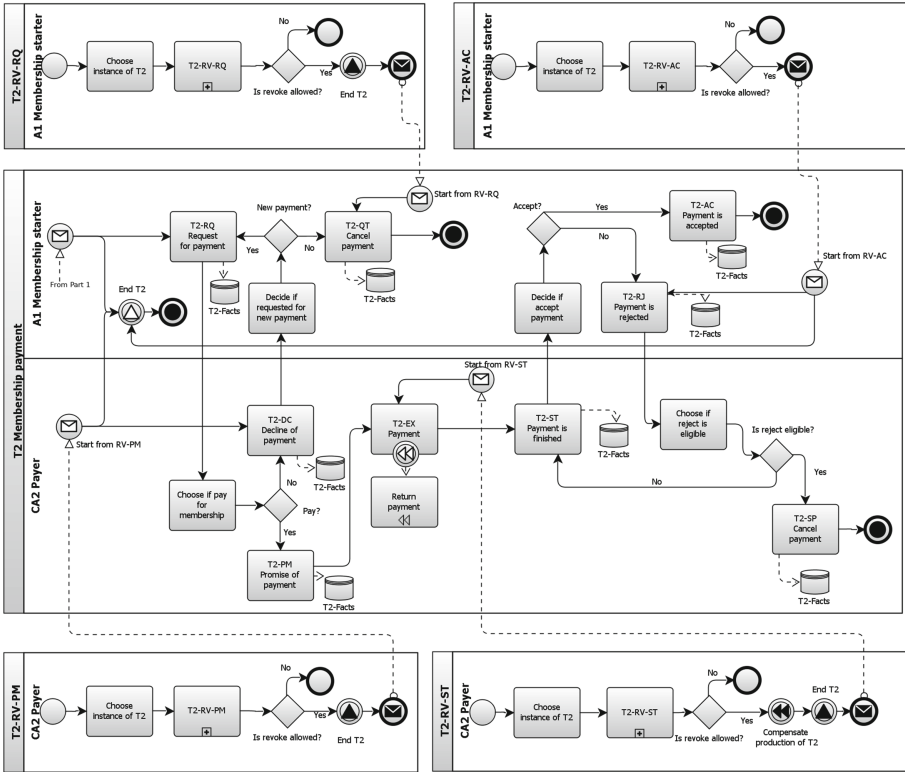 T2-RV-RQ
A1 Membership starter
Choose
instance of T2
T2-RV-RQ
No
Yes
Is revoke allowed?
End T2
T2-RV-AC
A1 Membership starter
Choose
instance of T2
T2-RV-AC
No
Yes
Is revoke allowed?
T2 Membership payment
A1 Membership starter
From Part 1
End T2
T2-RQ
Request
for payment
T2-Facts
New payment?
Yes
No
Decide if
requested for
new payment
T2-QT
Cancel
payment
T2-Facts
Start from RV-RQ
Accept?
Yes
No
Decide if
accept
payment
T2-AC
Payment is
accepted
T2-Facts
T2-RJ
Payment is
rejected
T2-Facts
Start from RV-AC
CA2 Payer
Start from RV-PM
T2-DC
Decline of
payment
T2-Facts
Choose if pay
for
membership
No
Pay?
Yes
T2-PM
Promise of
payment
T2-Facts
Start from RV-ST
T2-EX
Payment
Return
payment
T2-ST
Payment is
finished
T2-Facts
Choose if
reject is
eligible
Is reject eligible?
No
Yes
T2-SP
Cancel
payment
T2-Facts
T2-RV-PM
CA2 Payer
Choose
instance of T2
T2-RV-PM
No
Yes
Is revoke allowed?
End T2
T2-RV-ST
CA2 Payer
Choose
instance of T2
T2-RV-ST
No
Yes
Is revoke allowed?
Compensate
production of T2
End T2